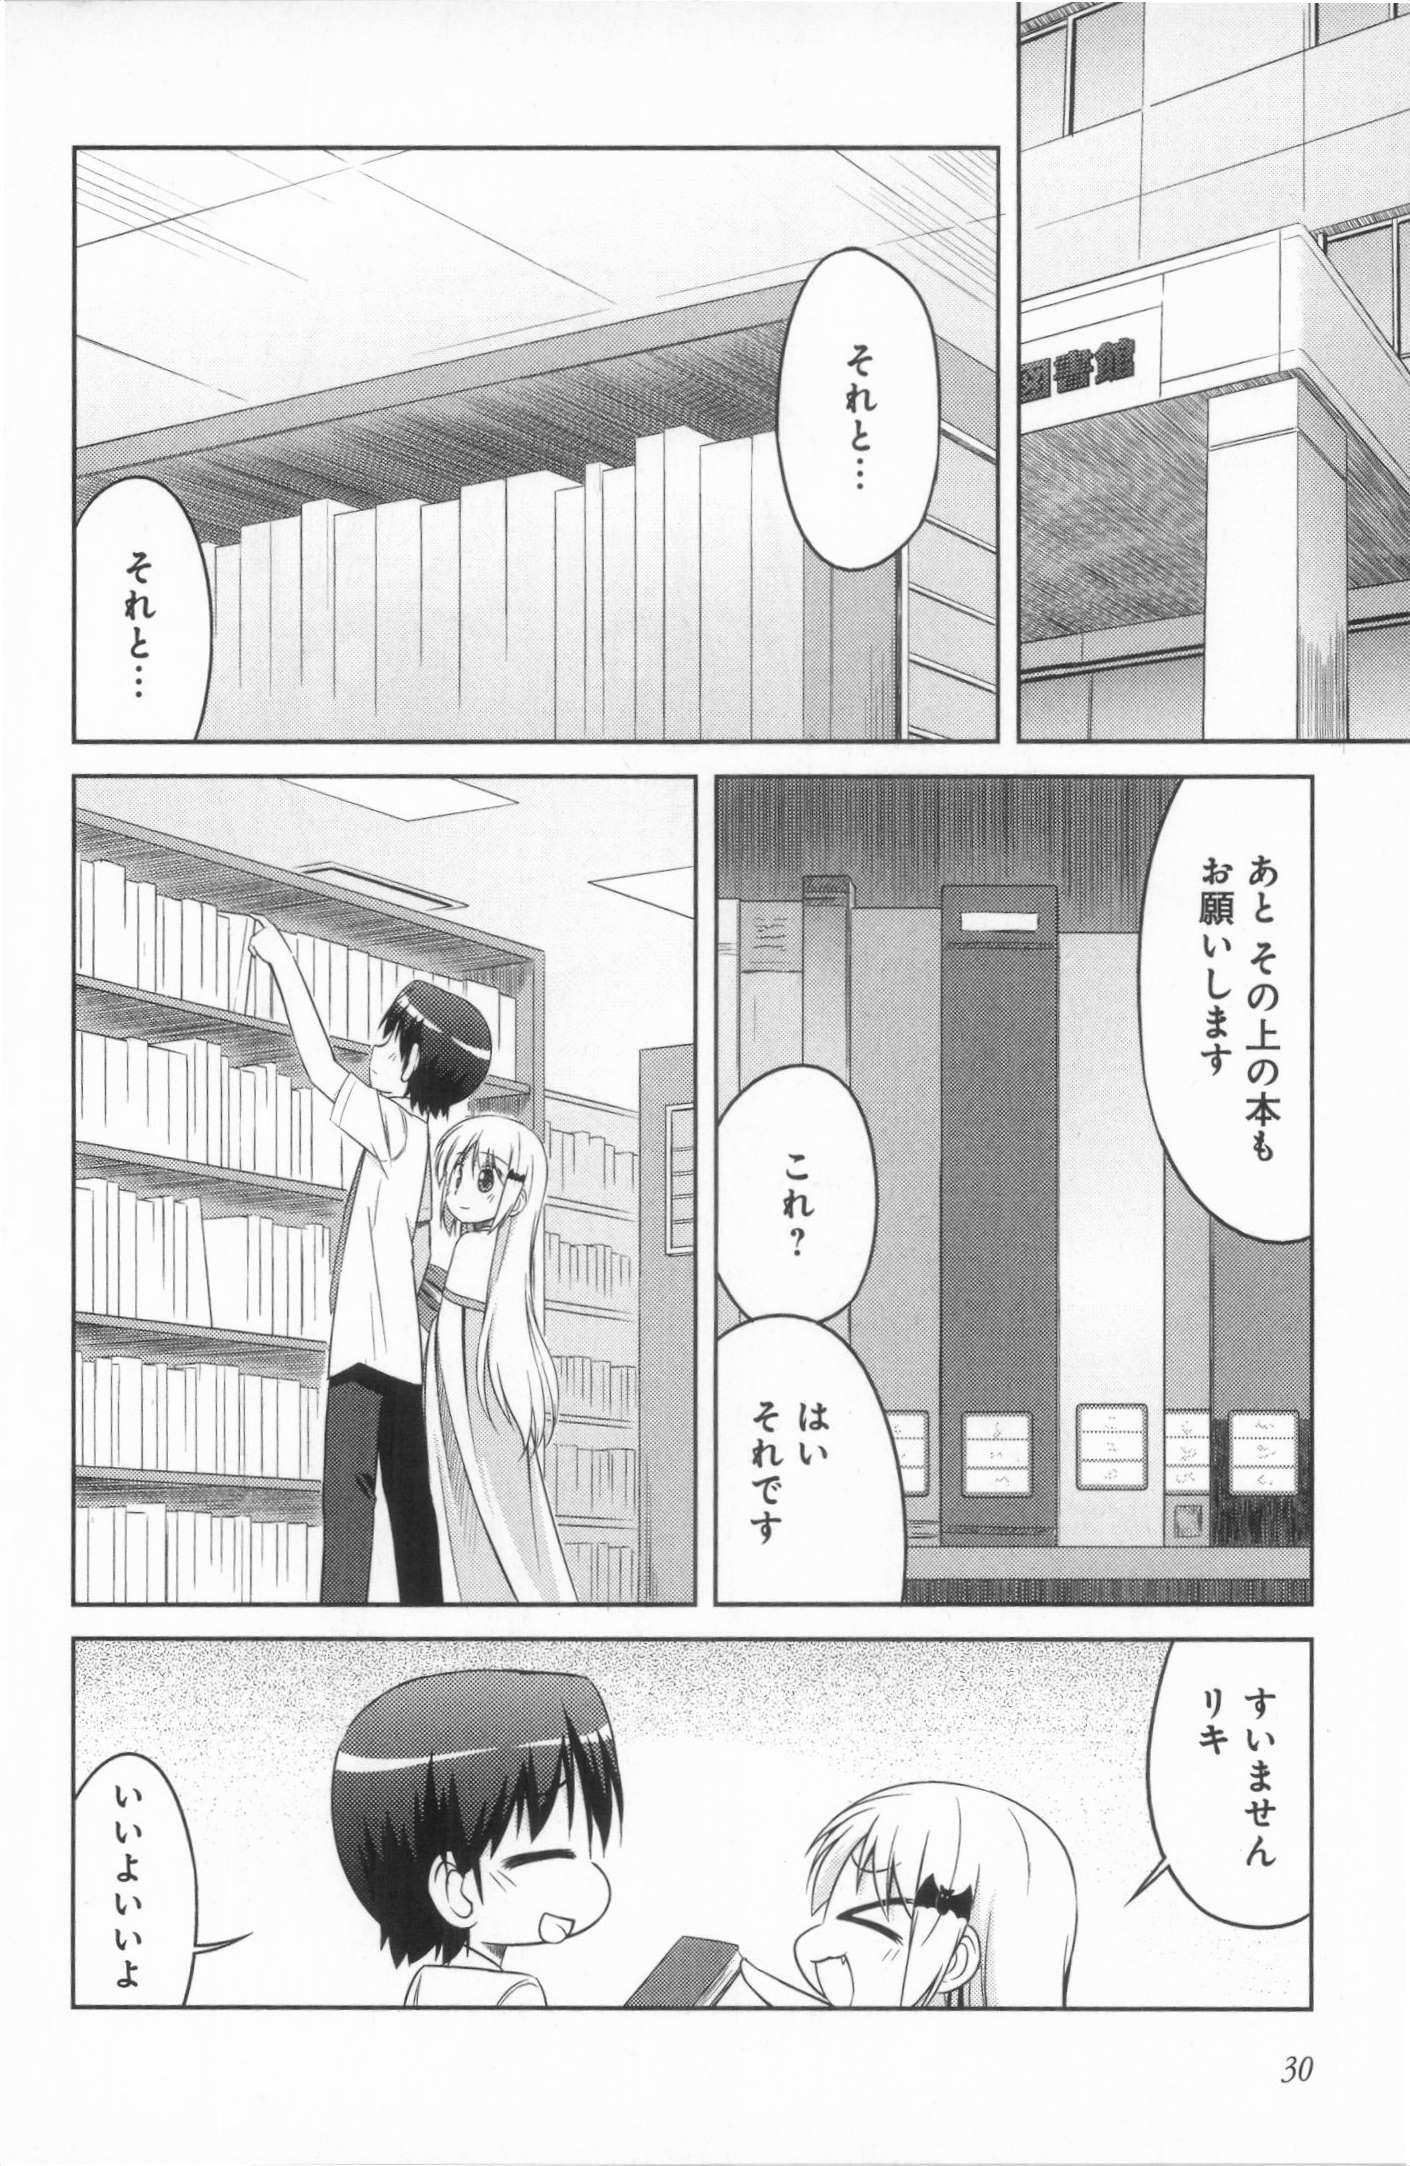 図書館
それと…
それと…
あと その上の本も
お願いします
これ？
はい
それです
すいません
リキ
いいよいいよ
30